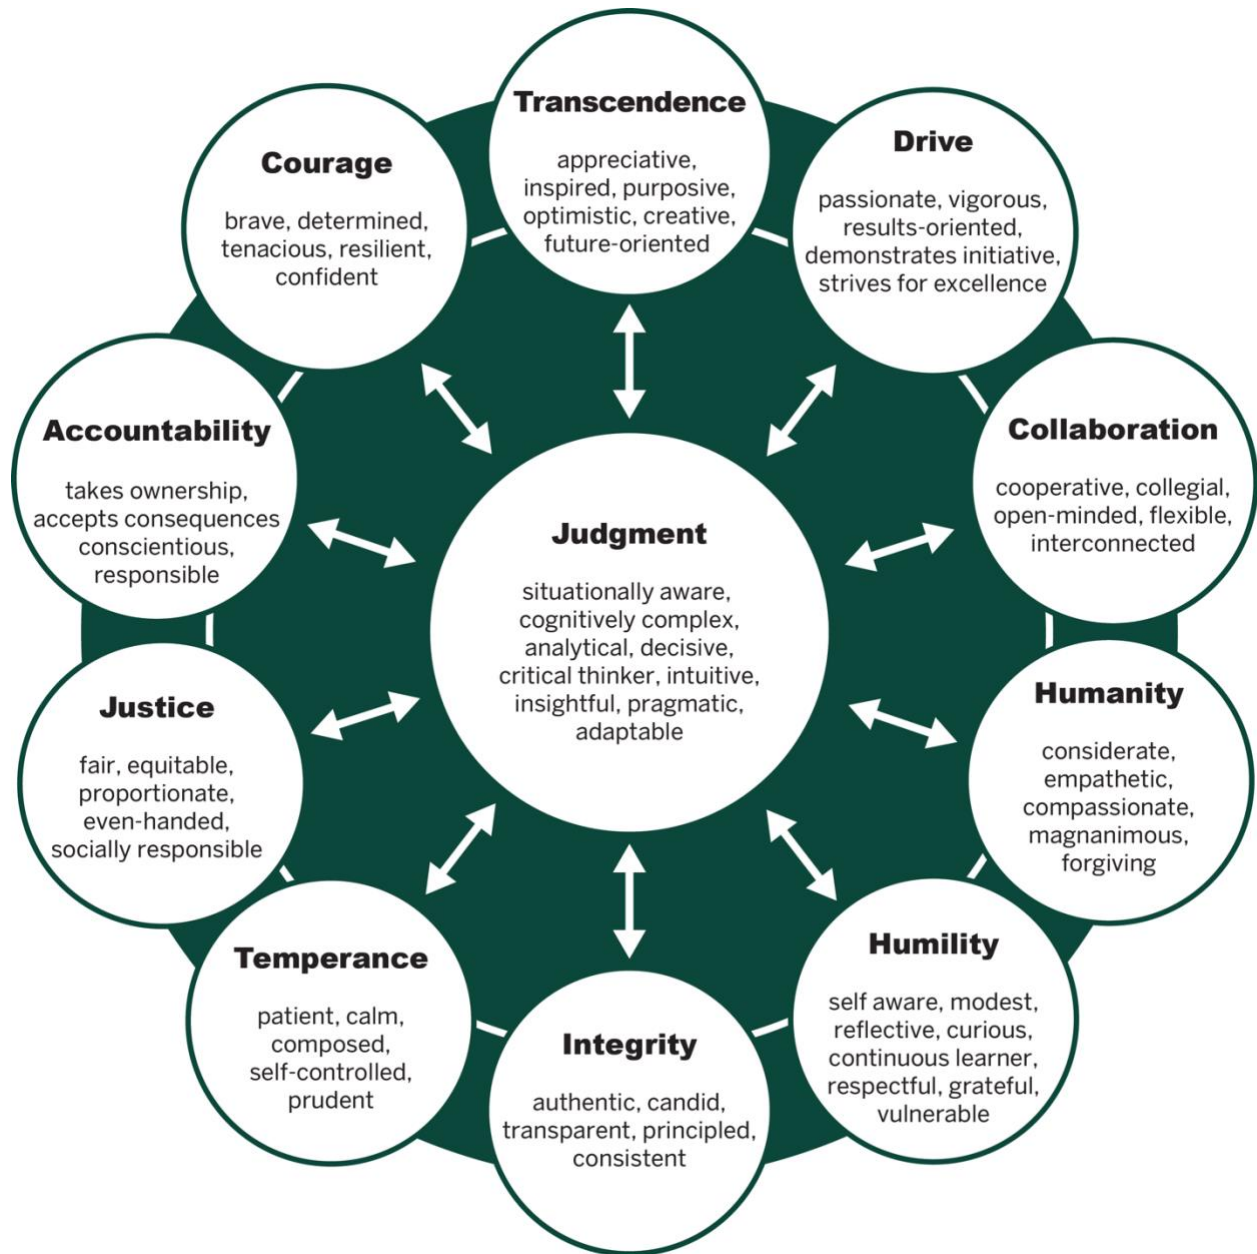 Transcendence
appreciative,
inspired, purposive,
optimistic, creative,
future-oriented
Drive
passionate, vigorous,
results-oriented,
demonstrates initiative,
strives for excellence
Collaboration
cooperative, collegial,
open-minded, flexible,
interconnected
Humanity
considerate,
empathetic,
compassionate,
magnanimous,
forgiving
Humility
self aware, modest,
reflective, curious,
continuous learner,
respectful, grateful,
vulnerable
Integrity
authentic, candid,
transparent, principled,
consistent
Temperance
patient, calm,
composed,
self-controlled,
prudent
Justice
fair, equitable,
proportionate,
even-handed,
socially responsible
Accountability
takes ownership,
accepts consequences
conscientious,
responsible
Courage
brave, determined,
tenacious, resilient,
confident
Judgment
situationally aware,
cognitively complex,
analytical, decisive,
critical thinker, intuitive,
insightful, pragmatic,
adaptable